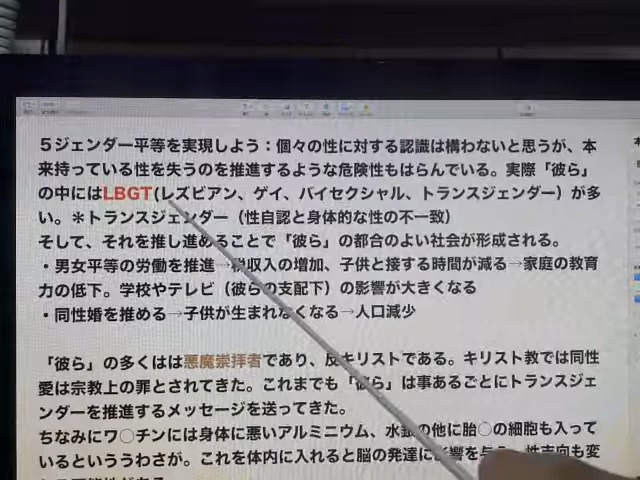 5ジェンダー平等を実現しよう：個々の性に対する認識は構わないと思うが、本
来持っている性を失うのを推進するような危険性もはらんでいる。実際「彼ら」
の中にはLBGT(レズビアン、ゲイ、バイセクシャル、トランスジェンダー）が多
い。＊トランスジェンダー（性自認と身体的な性の不一致）
そして、それを推し進めることで「彼ら」の都合のよい社会が形成される。
・男女平等の労働を推進→税収入の増加、子供と接する時間が減る→家庭の教育
力の低下。学校やテレビ（彼らの支配下）の影響が大きくなる
・同性婚を推める→子供が生まれなくなる→人口減少
「彼ら」の多くはは悪魔崇拝者であり、反キリストである。キリスト教では同性
愛は宗教上の罪とされてきた。これまでも「彼ら」は事あるごとにトランスジェ
ンダーを推進するメッセージを送ってきた。
ちなみにワ◯チンには身体に悪いアルミニウム、水銀の他に胎◯の細胞も入って
いるといううわさが。これを体内に入れると脳の発達に影響を与え、性志向も変